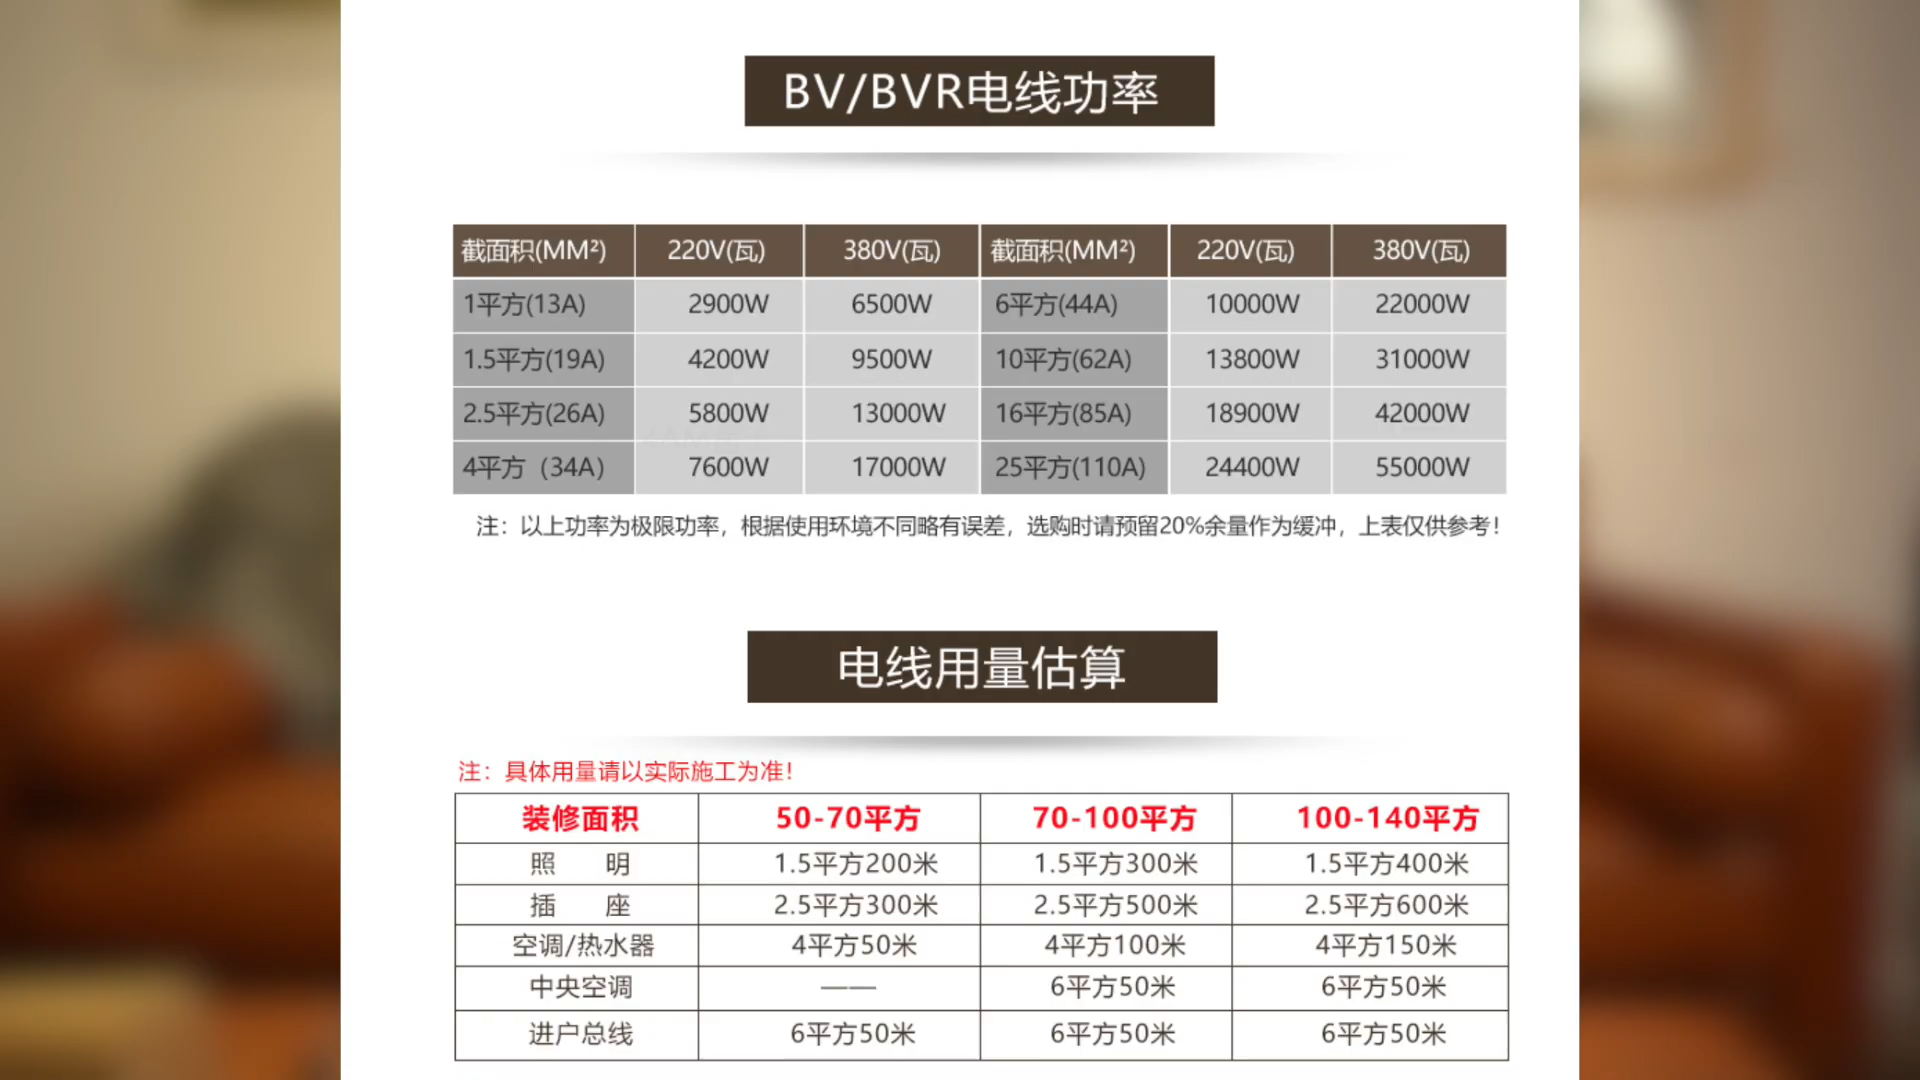 BV/BVR电线功率
截面积(MM²) 220V(瓦) 380V(瓦) 截面积(MM²) 220V(瓦) 380V(瓦)
1平方(13A) 2900W 6500W 6平方(44A) 10000W 22000W
1.5平方(19A) 4200W 9500W 10平方(62A) 13800W 31000W
2.5平方(26A) 5800W 13000W 16平方(85A) 18900W 42000W
4平方（34A） 7600W 17000W 25平方(110A) 24400W 55000W
注：以上功率为极限功率，根据使用环境不同略有误差，选购时请预留20%余量作为缓冲，上表仅供参考！
电线用量估算
注：具体用量请以实际施工为准！
装修面积 50-70平方 70-100平方 100-140平方
照 明 1.5平方200米 1.5平方300米 1.5平方400米
插 座 2.5平方300米 2.5平方500米 2.5平方600米
空调/热水器 4平方50米 4平方100米 4平方150米
中央空调 —— 6平方50米 6平方50米
进户总线 6平方50米 6平方50米 6平方50米